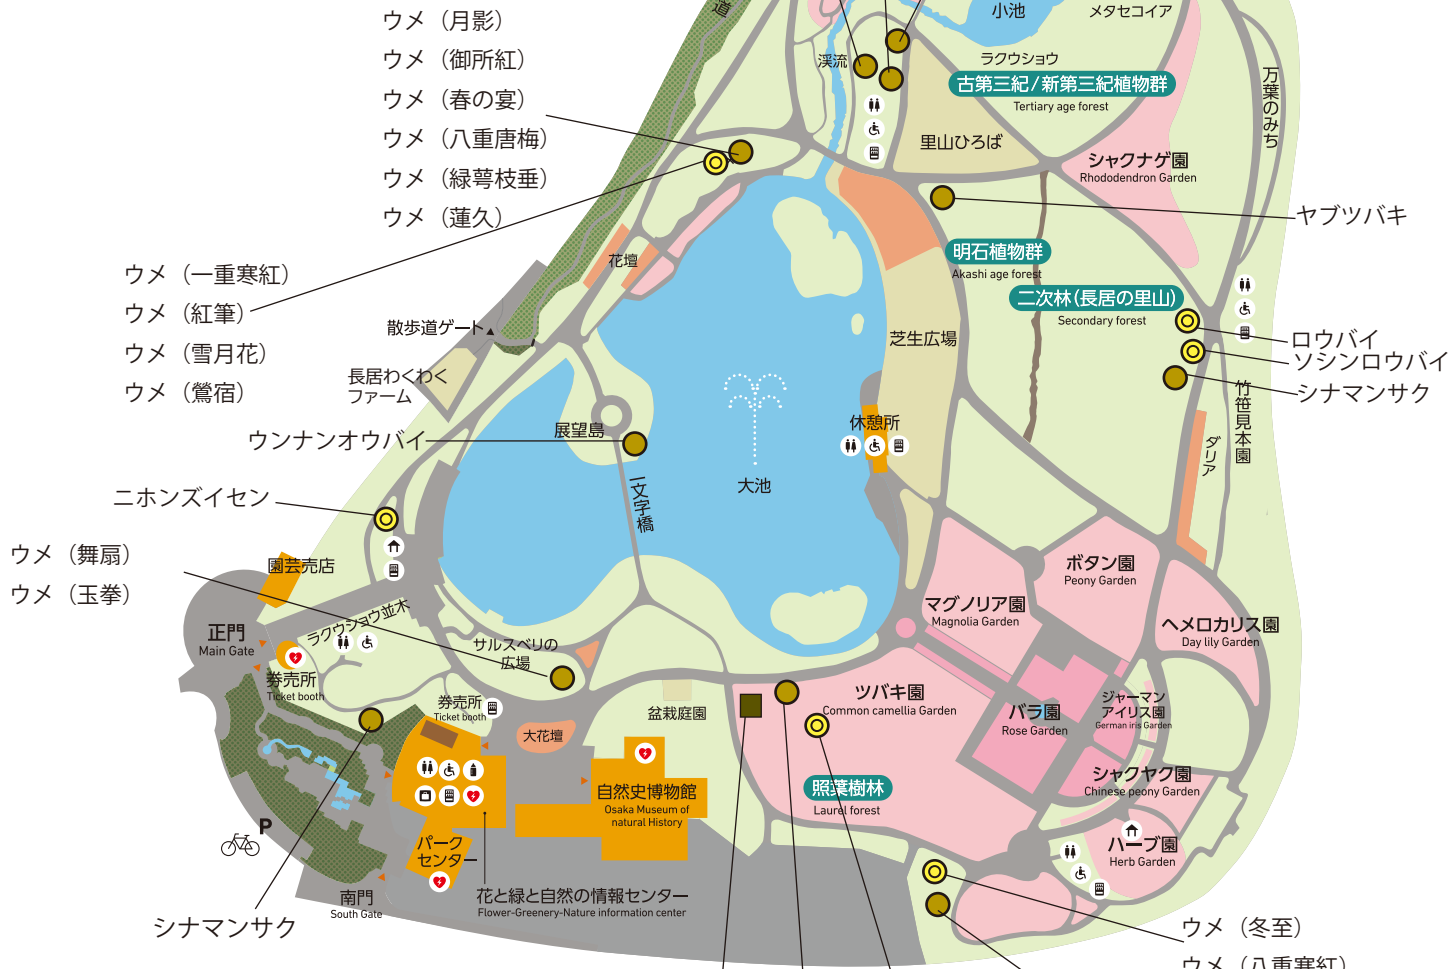 道
ウメ（月影）
ウメ（御所紅）
ウメ（春の宴）
ウメ（八重唐梅）
ウメ（緑萼枝垂）
ウメ（蓮久）
小池
メタセコイア
渓流
ラクウショウ
古第三紀/新第三紀植物群
Tertiary age forest
里山ひろば
万葉のみち
シャクナゲ園
Rhododendron Garden
ヤブツバキ
明石植物群
Akashi age forest
二次林(長居の里山)
Secondary forest
花壇
ウメ（一重寒紅）
ウメ（紅筆）
ウメ（雪月花）
ウメ（鶯宿）
散歩道ゲート
長居わくわく
ファーム
芝生広場
ロウバイ
ソシンロウバイ
シナマンサク
竹笹見本園
ダリア
休憩所
展望島
ウンナンオウバイ
一文字橋
大池
ニホンズイセン
ウメ（舞扇）
ウメ（玉拳）
園芸売店
ラクウショウ並木
正門
Main Gate
券売所
Ticket booth
サルスベリの
広場
券売所
Ticket booth
大花壇
盆栽庭園
ボタン園
Peony Garden
マグノリア園
Magnolia Garden
ヘメロカリス園
Day lily Garden
ツバキ園
Common camellia Garden
バラ園
Rose Garden
ジャーマン
アイリス園
German iris Garden
シャクヤク園
Chinese peony Garden
照葉樹林
Laurel forest
ハーブ園
Herb Garden
自然史博物館
Osaka Museum of
natural History
パーク
センター
P
南門
South Gate
花と緑と自然の情報センター
Flower-Greenery-Nature information center
シナマンサク
ウメ（冬至）
ウメ（八重寒紅）